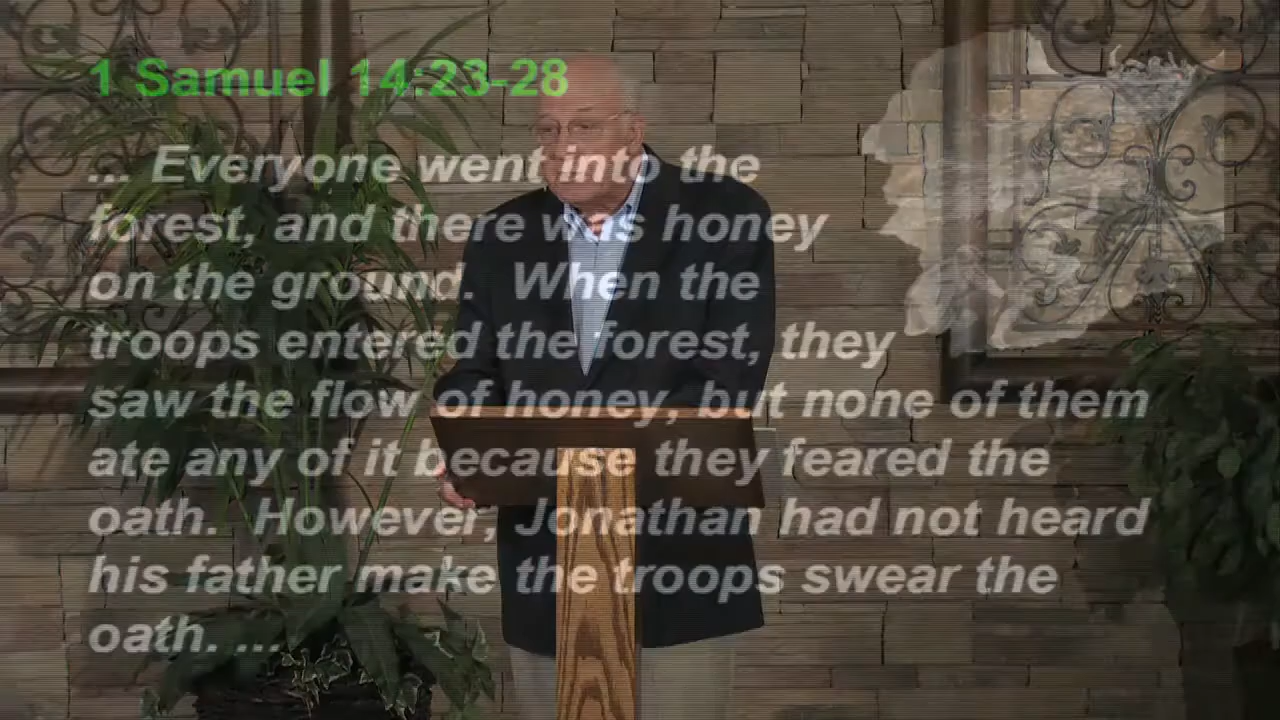 1 Samuel 14:23-28
... Everyone went into the
forest, and there was honey
on the ground. When the
troops entered the forest, they
saw the flow of honey, but none of them
ate any of it because they feared the
oath. However, Jonathan had not heard
his father make the troops swear the
oath. ...